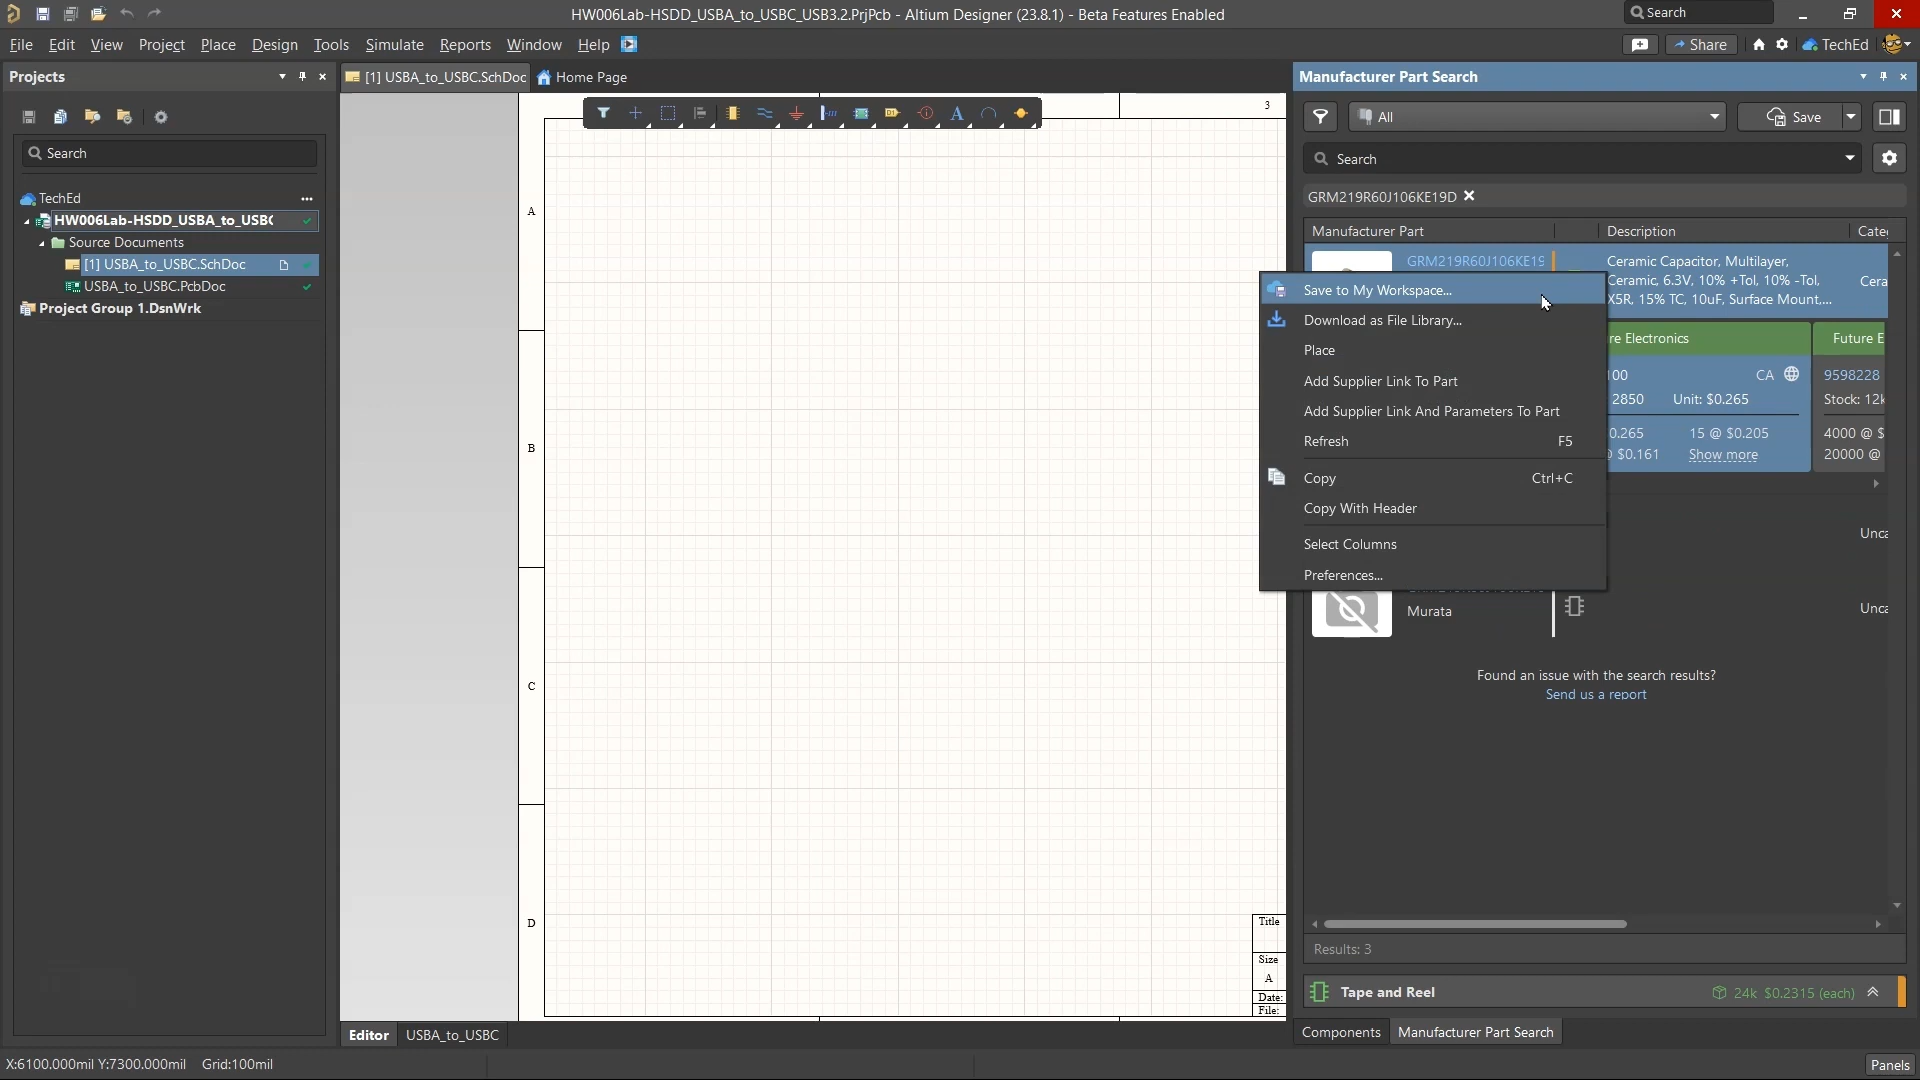 HW006Lab-HSDD_USBA_to_USBC_USB3.2.PrjPcb - Altium Designer (23.8.1) - Beta Features Enabled
Search
File Edit View Project Place Design Tools Simulate Reports Window Help
Share
TechEd
Projects
[1] USBA_to_USBC.SchDoc
Home Page
Manufacturer Part Search
All
Save
Search
Search
TechEd
HW006Lab-HSDD_USBA_to_USBC
Source Documents
[1] USBA_to_USBC.SchDoc
USBA_to_USBC.PcbDoc
Project Group 1.DsnWrk
3
A
B
C
D
Title
Size
A
Date:
File:
GRM219R60J106KE19D
Manufacturer Part
Description
Cate
GRM219R60J106KE19
Ceramic Capacitor, Multilayer,
Ceramic, 6.3V, 10% +Tol, 10% -Tol,
X5R, 15% TC, 10uF, Surface Mount,...
Cera
Save to My Workspace...
Download as File Library...
Place
Add Supplier Link To Part
Add Supplier Link And Parameters To Part
Refresh F5
Copy Ctrl+C
Copy With Header
Select Columns
Preferences...
re Electronics
Future E
00
CA
9598228
2850
Unit: $0.265
Stock: 12k
0.265
15 @ $0.205
4000 @ $
$0.161
Show more
20000 @
Unca
Murata
Unca
Found an issue with the search results?
Send us a report
Results: 3
Tape and Reel
24k $0.2315 (each)
Editor
USBA_to_USBC
Components
Manufacturer Part Search
X:6100.000mil Y:7300.000mil Grid:100mil
Panels